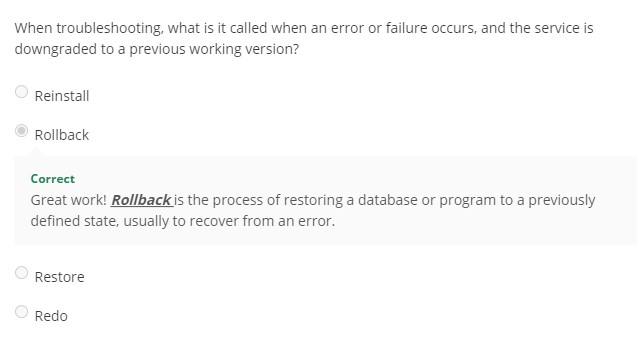 When troubleshooting, what is it called when an error or failure occurs, and the service is
downgraded to a previous working version?
Reinstall
Rollback
Correct
Great work! Rollback is the process of restoring a database or program to a previously
defined state, usually to recover from an error.
Restore
Redo